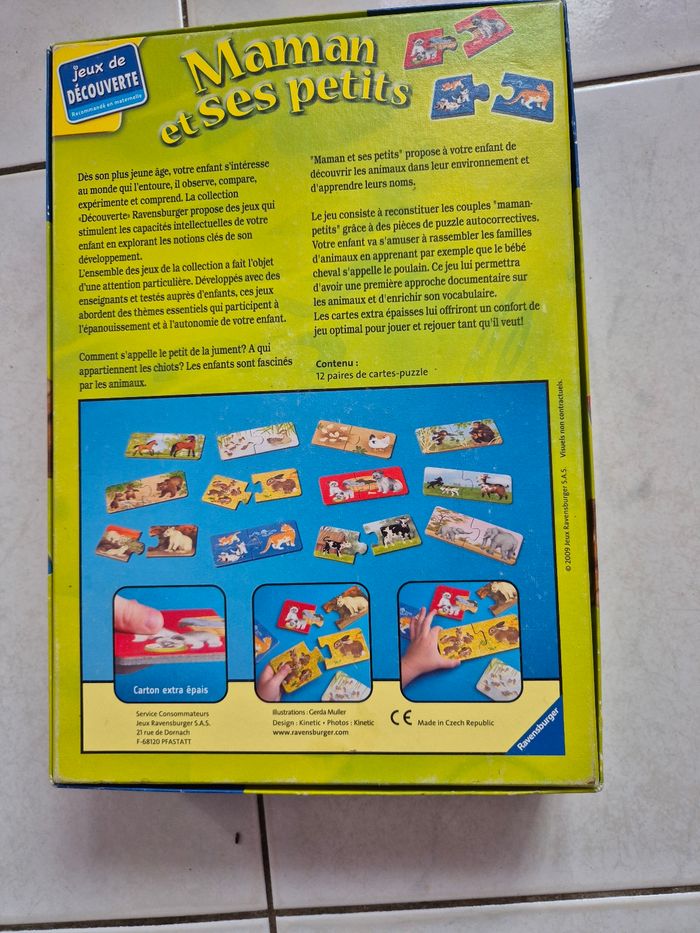 jeux de
DÉCOUVERTE
Recommandé en maternelle
Maman
et ses petits
Dès son plus jeune âge, votre enfant s'intéresse
au monde qui l'entoure, il observe, compare,
expérimente et comprend. La collection
«Découverte» Ravensburger propose des jeux qui
stimulent les capacités intellectuelles de votre
enfant en explorant les notions clés de son
développement.
L'ensemble des jeux de la collection a fait l'objet
d'une attention particulière. Développés avec des
enseignants et testés auprès d'enfants, ces jeux
abordent des thèmes essentiels qui participent à
l'épanouissement et à l'autonomie de votre enfant.
Comment s'appelle le petit de la jument? A qui
appartiennent les chiots? Les enfants sont fascinés
par les animaux.
"Maman et ses petits" propose à votre enfant de
découvrir les animaux dans leur environnement et
d'apprendre leurs noms.
Le jeu consiste à reconstituer les couples "maman-
petits" grâce à des pièces de puzzle autocorrectives.
Votre enfant va s'amuser à rassembler les familles
d'animaux en apprenant par exemple que le bébé
cheval s'appelle le poulain. Ce jeu lui permettra
d'avoir une première approche documentaire sur
les animaux et d'enrichir son vocabulaire.
Les cartes extra épaisses lui offriront un confort de
jeu optimal pour jouer et rejouer tant qu'il veut!
Contenu :
12 paires de cartes-puzzle
© 2009 Jeux Ravensburger S.A.S. Visuels non contractuels.
Carton extra épais
Service Consommateurs
Jeux Ravensburger S.A.S.
21 rue de Dornach
F-68120 PFASTATT
Illustrations : Gerda Muller
Design : Kinetic • Photos : Kinetic
www.ravensburger.com
CE Made in Czech Republic
Ravensburger